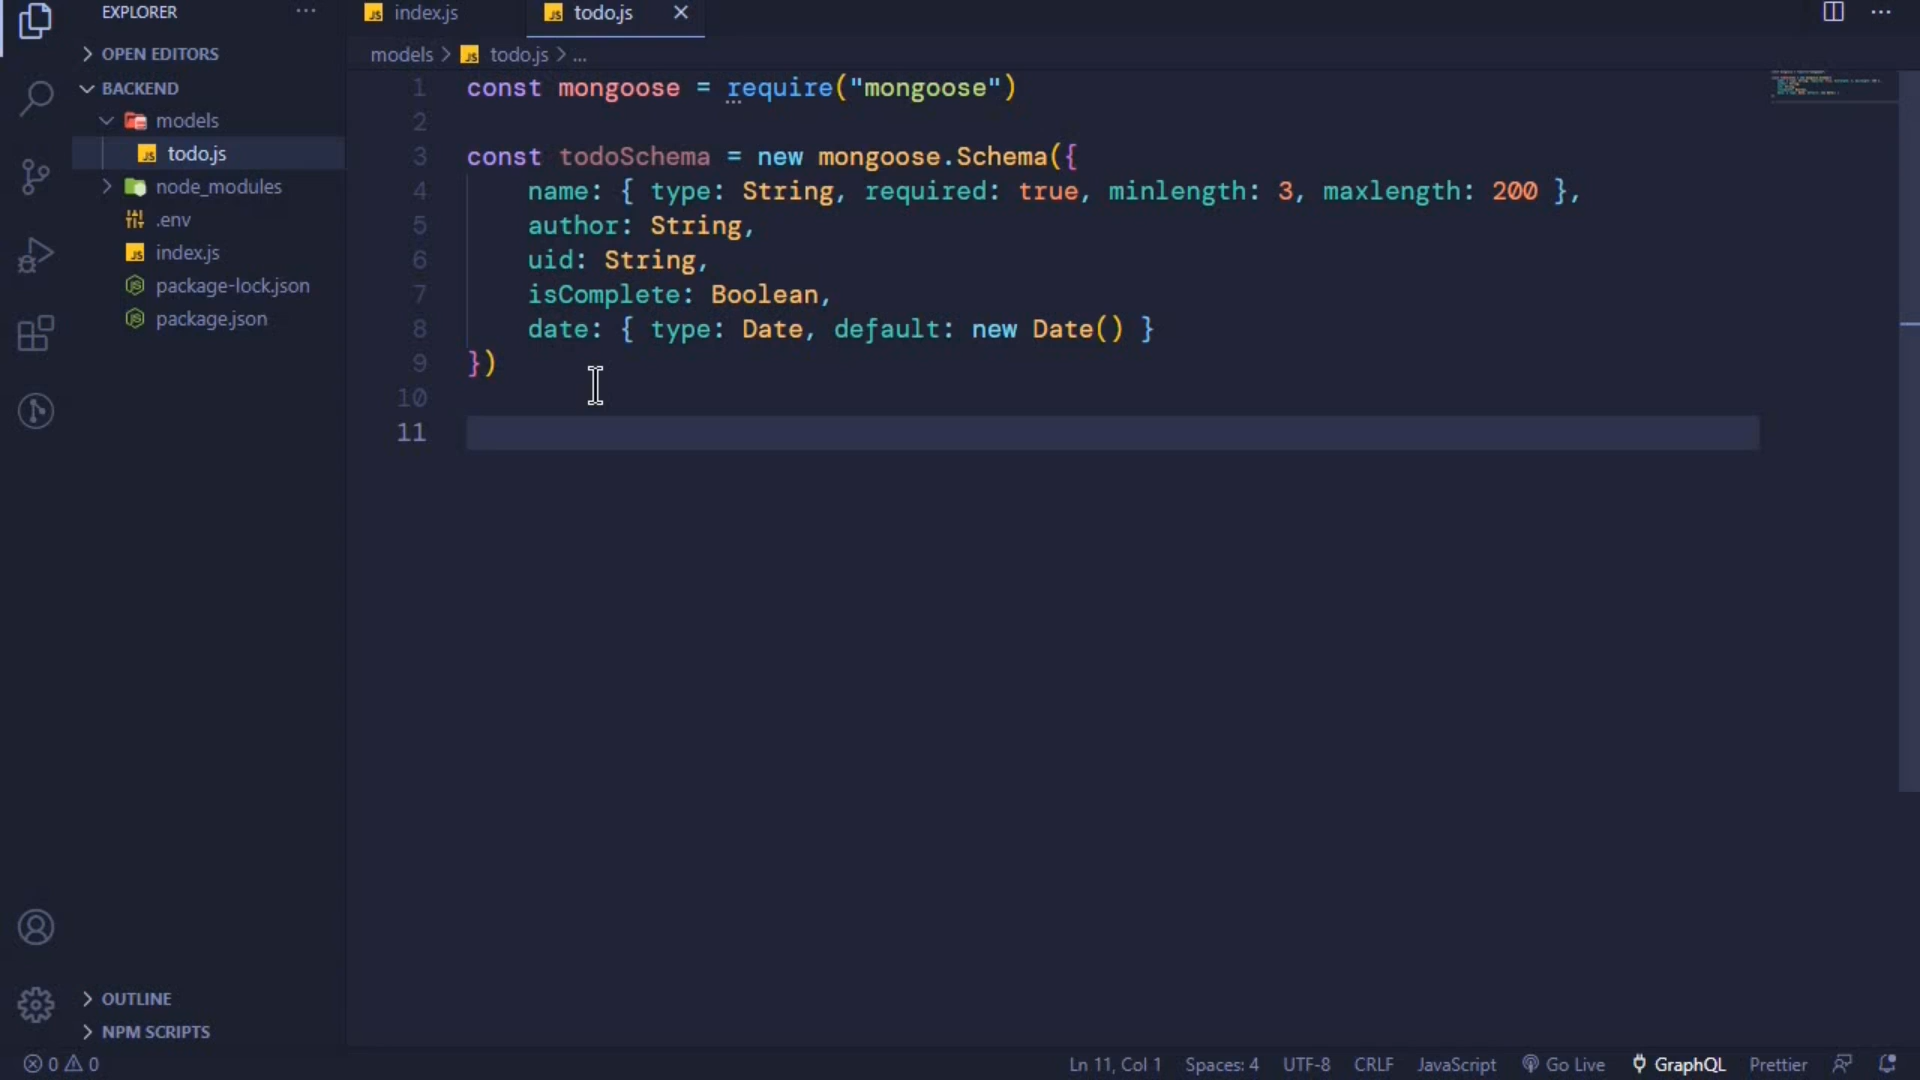 EXPLORER ···
OPEN EDITORS
BACKEND
models
todo.js
node_modules
.env
index.js
package-lock.json
package.json
OUTLINE
NPM SCRIPTS
index.js
todo.js
models > todo.js > ...
1 const mongoose = require("mongoose")
2
3 const todoSchema = new mongoose.Schema({
4 name: { type: String, required: true, minlength: 3, maxlength: 200 },
5 author: String,
6 uid: String,
7 isComplete: Boolean,
8 date: { type: Date, default: new Date() }
9 })
10
11
0 0
Ln 11, Col 1 Spaces: 4 UTF-8 CRLF JavaScript Go Live GraphQL Prettier